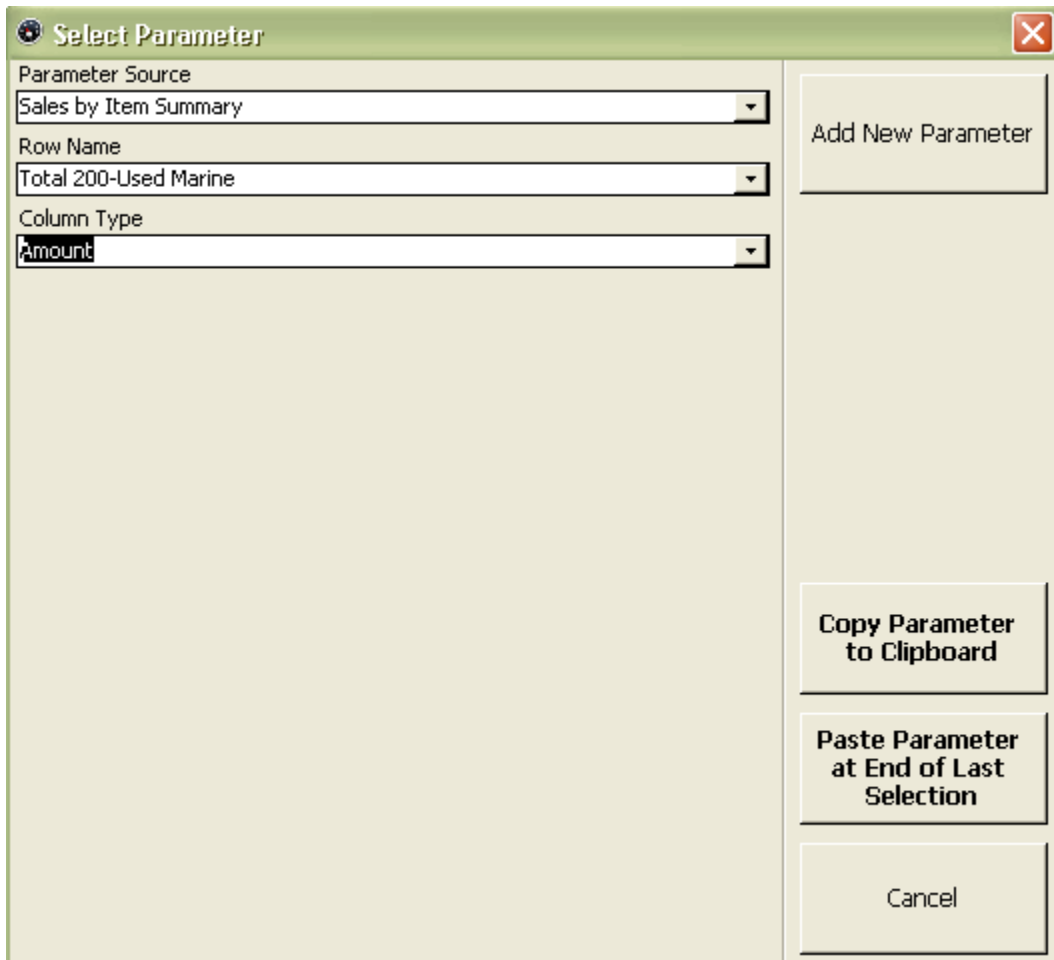 Select Parameter
Parameter Source
Sales by Item Summary
Row Name
Total 200-Used Marine
Column Type
Amount
Add New Parameter
Copy Parameter
to Clipboard
Paste Parameter
at End of Last
Selection
Cancel